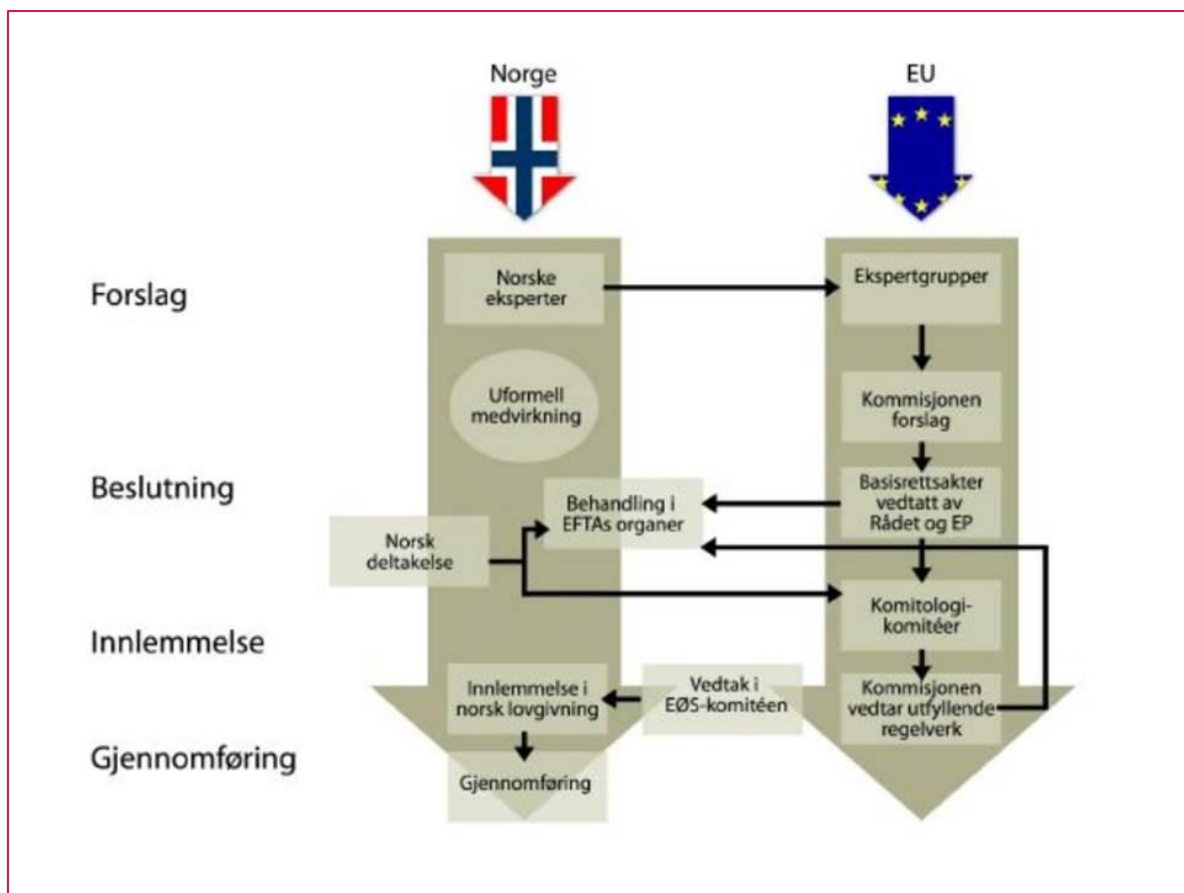 Norge
EU
Forslag
Norske
eksperter
Ekspertgrupper
Uformell
medvirkning
Kommisjonen
forslag
Beslutning
Behandling i
EFTAs organer
Basisrettsakter
vedtatt av
Rådet og EP
Norsk
deltakelse
Komitologi-
komitéer
Innlemmelse
Innlemmelse i
norsk lovgivning
Vedtak i
EØS-komitéen
Kommisjonen
vedtar utfyllende
regelverk
Gjennomføring
Gjennomføring